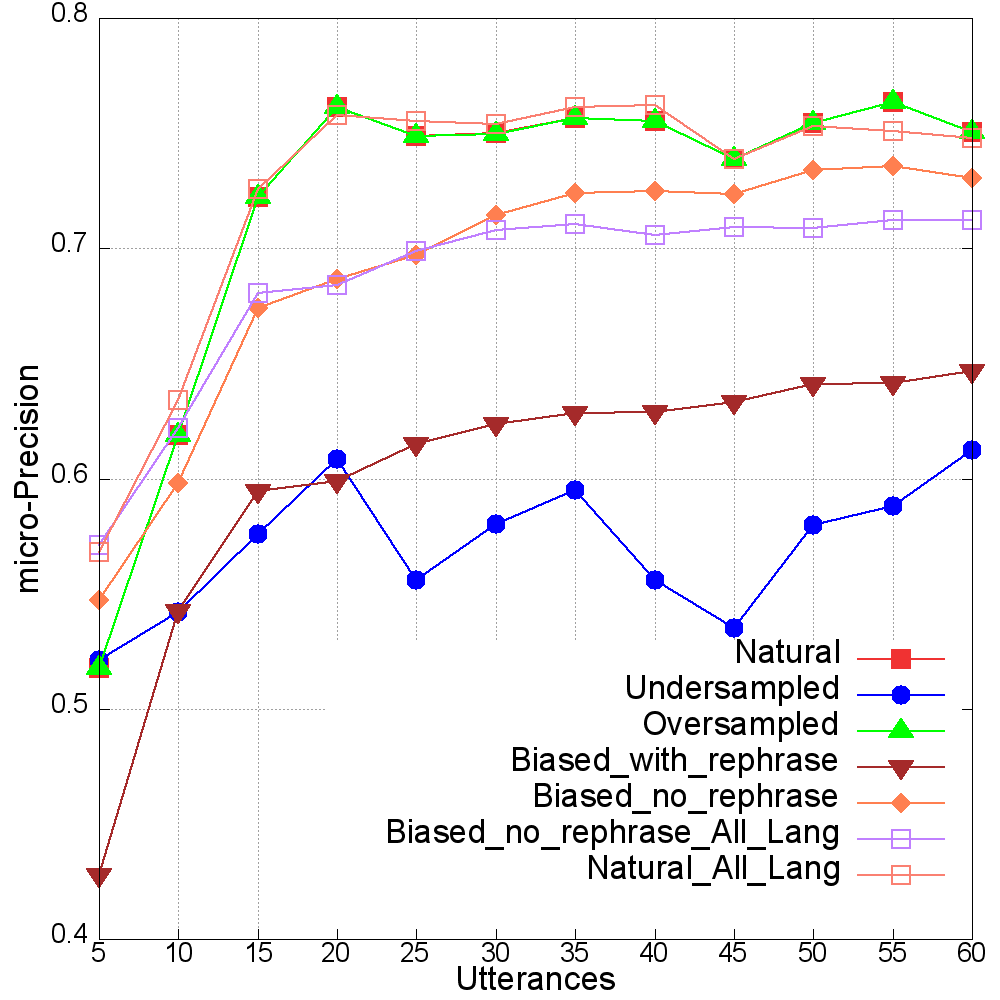 0.8
0.7
0.6
0.5
0.4
micro-Precision
Natural
Undersampled
Oversampled
Biased_with_rephrase
Biased_no_rephrase
Biased_no_rephrase_All_Lang
Natural_All_Lang
5 10 15 20 25 30 35 40 45 50 55 60
Utterances